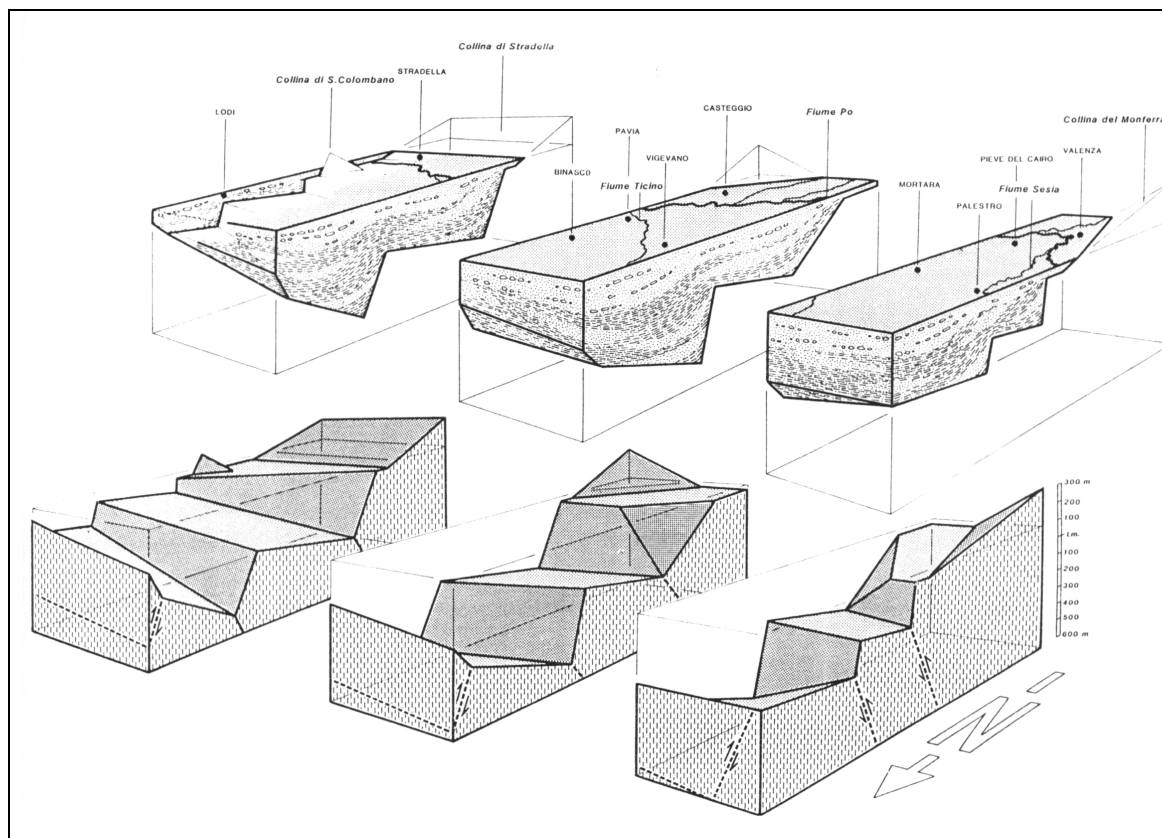 Collina di Stradella
Collina di S.Colombano
STRADELLA
LODI
CASTEGGIO
Fiume Po
PAVIA
VIGEVANO
BINASCO
Fiume Ticino
Collina del Monferr
PIEVE DEL CAIRO
VALENZA
Fiume Sesia
MORTARA
PALESTRO
300 m
200
100
l.m.
100
200
300
400
500
600 m
N